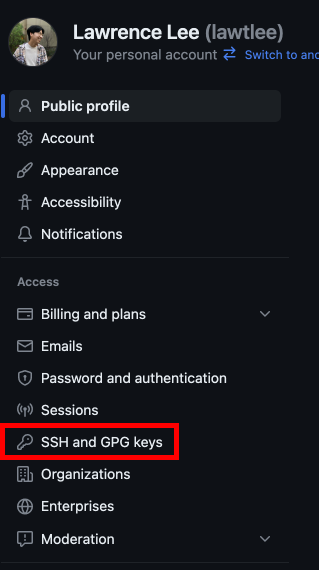 Lawrence Lee (lawtlee)
Your personal account Switch to
Public profile
Account
Appearance
Accessibility
Notifications
Access
Billing and plans
Emails
Password and authentication
Sessions
SSH and GPG keys
Organizations
Enterprises
Moderation